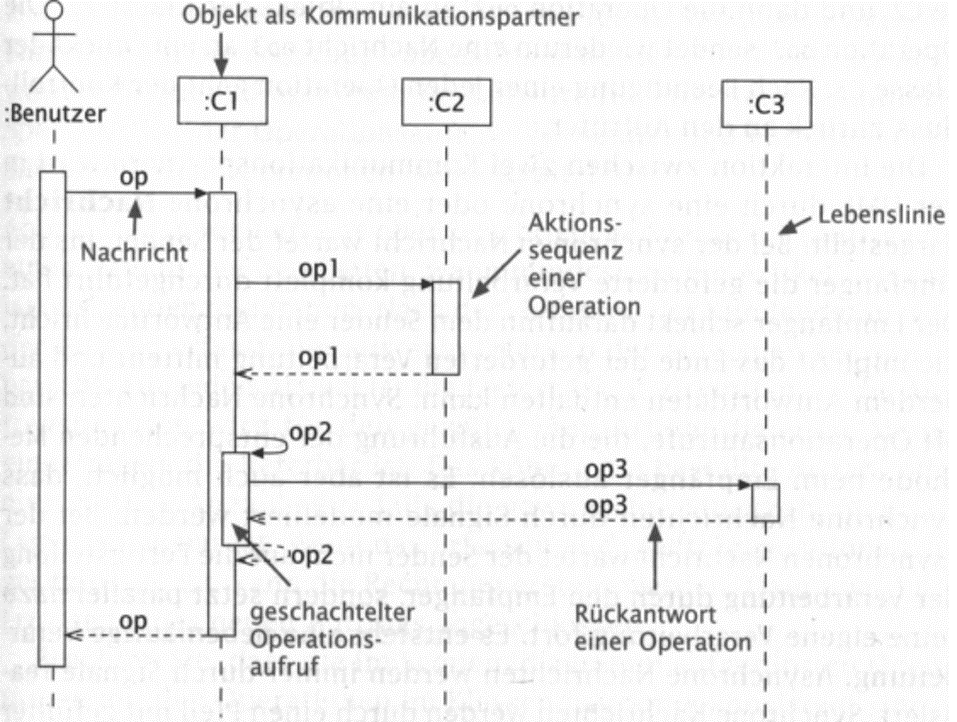 Objekt als Kommunikationspartner
:Benutzer
:C1
:C2
:C3
op
Nachricht
op1
Aktions-
sequenz
einer
Operation
Lebenslinie
op1
op2
op3
op3
op2
geschachtelter
Operations-
aufruf
Rückantwort
einer Operation
op